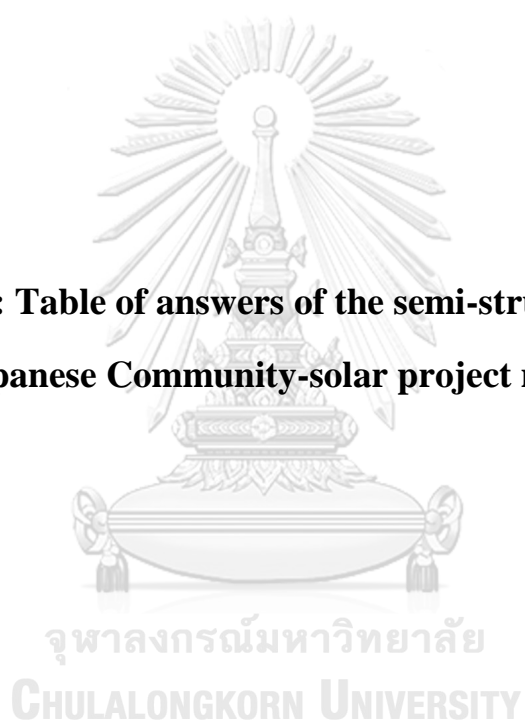 : Table of answers of the semi-stru
panese Community-solar project
จุฬาลงกรณ์มหาวิทยาลัย
CHULALONGKORN UNIVERSITY